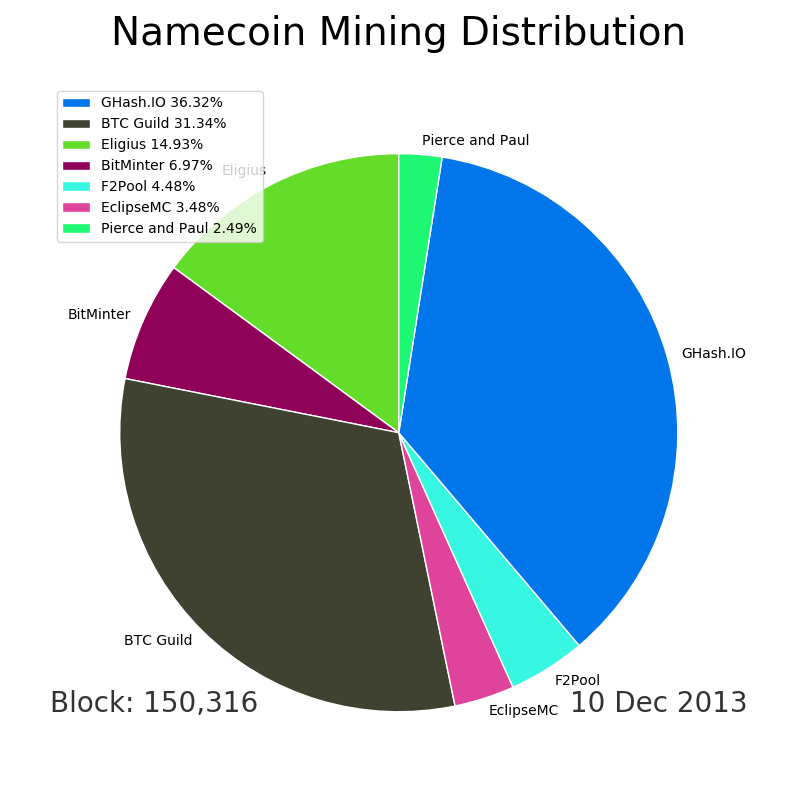 Namecoin Mining Distribution
GHash.IO 36.32%
BTC Guild 31.34%
Eligius 14.93%
BitMinter 6.97%
F2Pool 4.48%
EclipseMC 3.48%
Pierce and Paul 2.49%
Pierce and Paul
Eligius
BitMinter
GHash.IO
BTC Guild
F2Pool
EclipseMC
Block: 150,316
10 Dec 2013